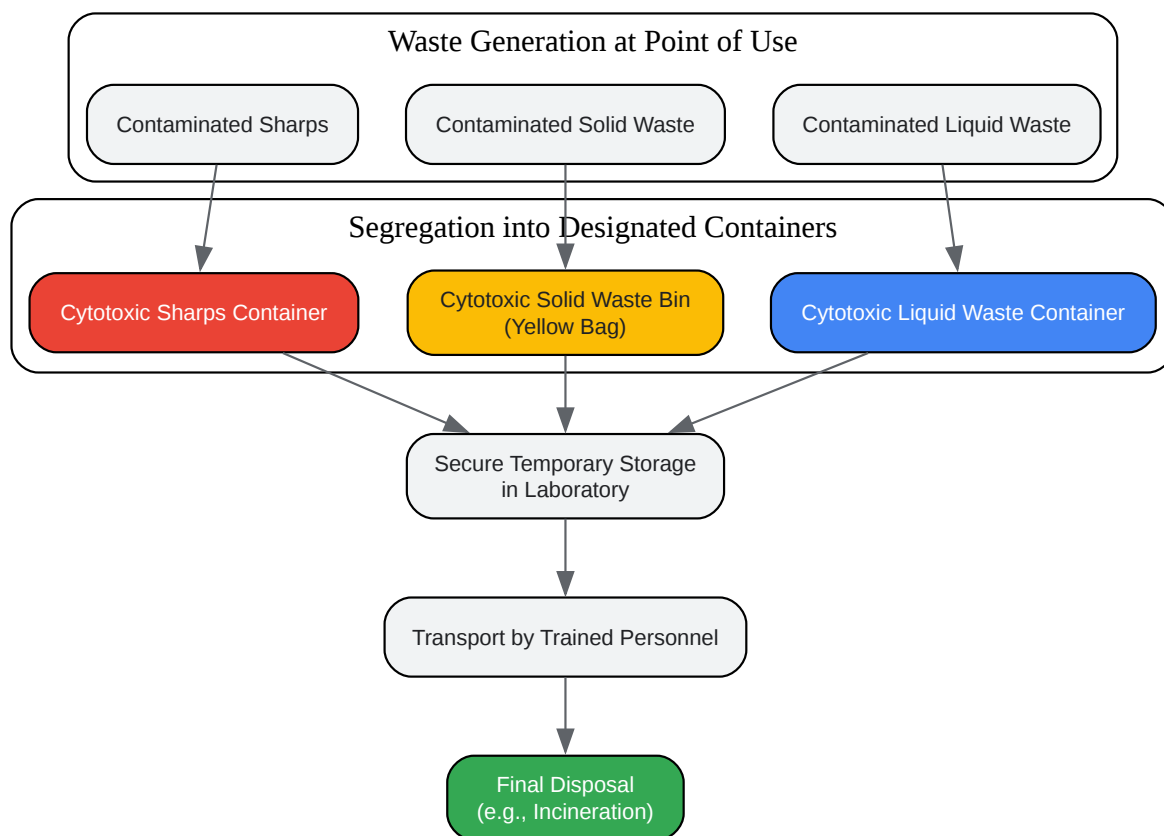 Waste Generation at Point of Use
Contaminated Sharps
Contaminated Solid Waste
Contaminated Liquid Waste
Segregation into Designated Containers
Cytotoxic Sharps Container
Cytotoxic Solid Waste Bin
(Yellow Bag)
Cytotoxic Liquid Waste Container
Secure Temporary Storage
in Laboratory
Transport by Trained Personnel
Final Disposal
(e.g., Incineration)